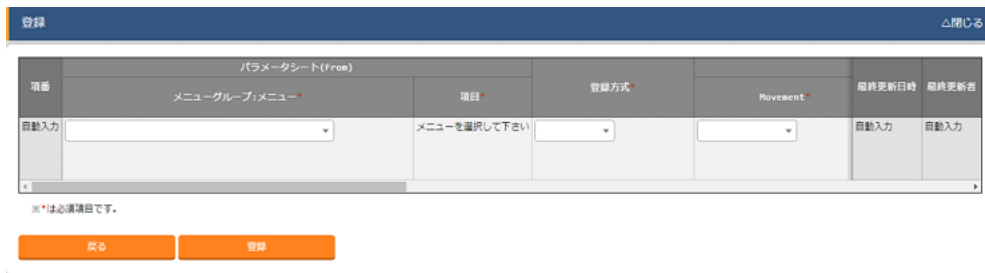 登録 △閉じる
項番 パラメータシート(From) 登録方式* 最終更新日時 最終更新者
メニューグループ:メニュー* 項目* Movement*
自動入力 メニューを選択して下さい 自動入力 自動入力
※*は必須項目です。
戻る 登録